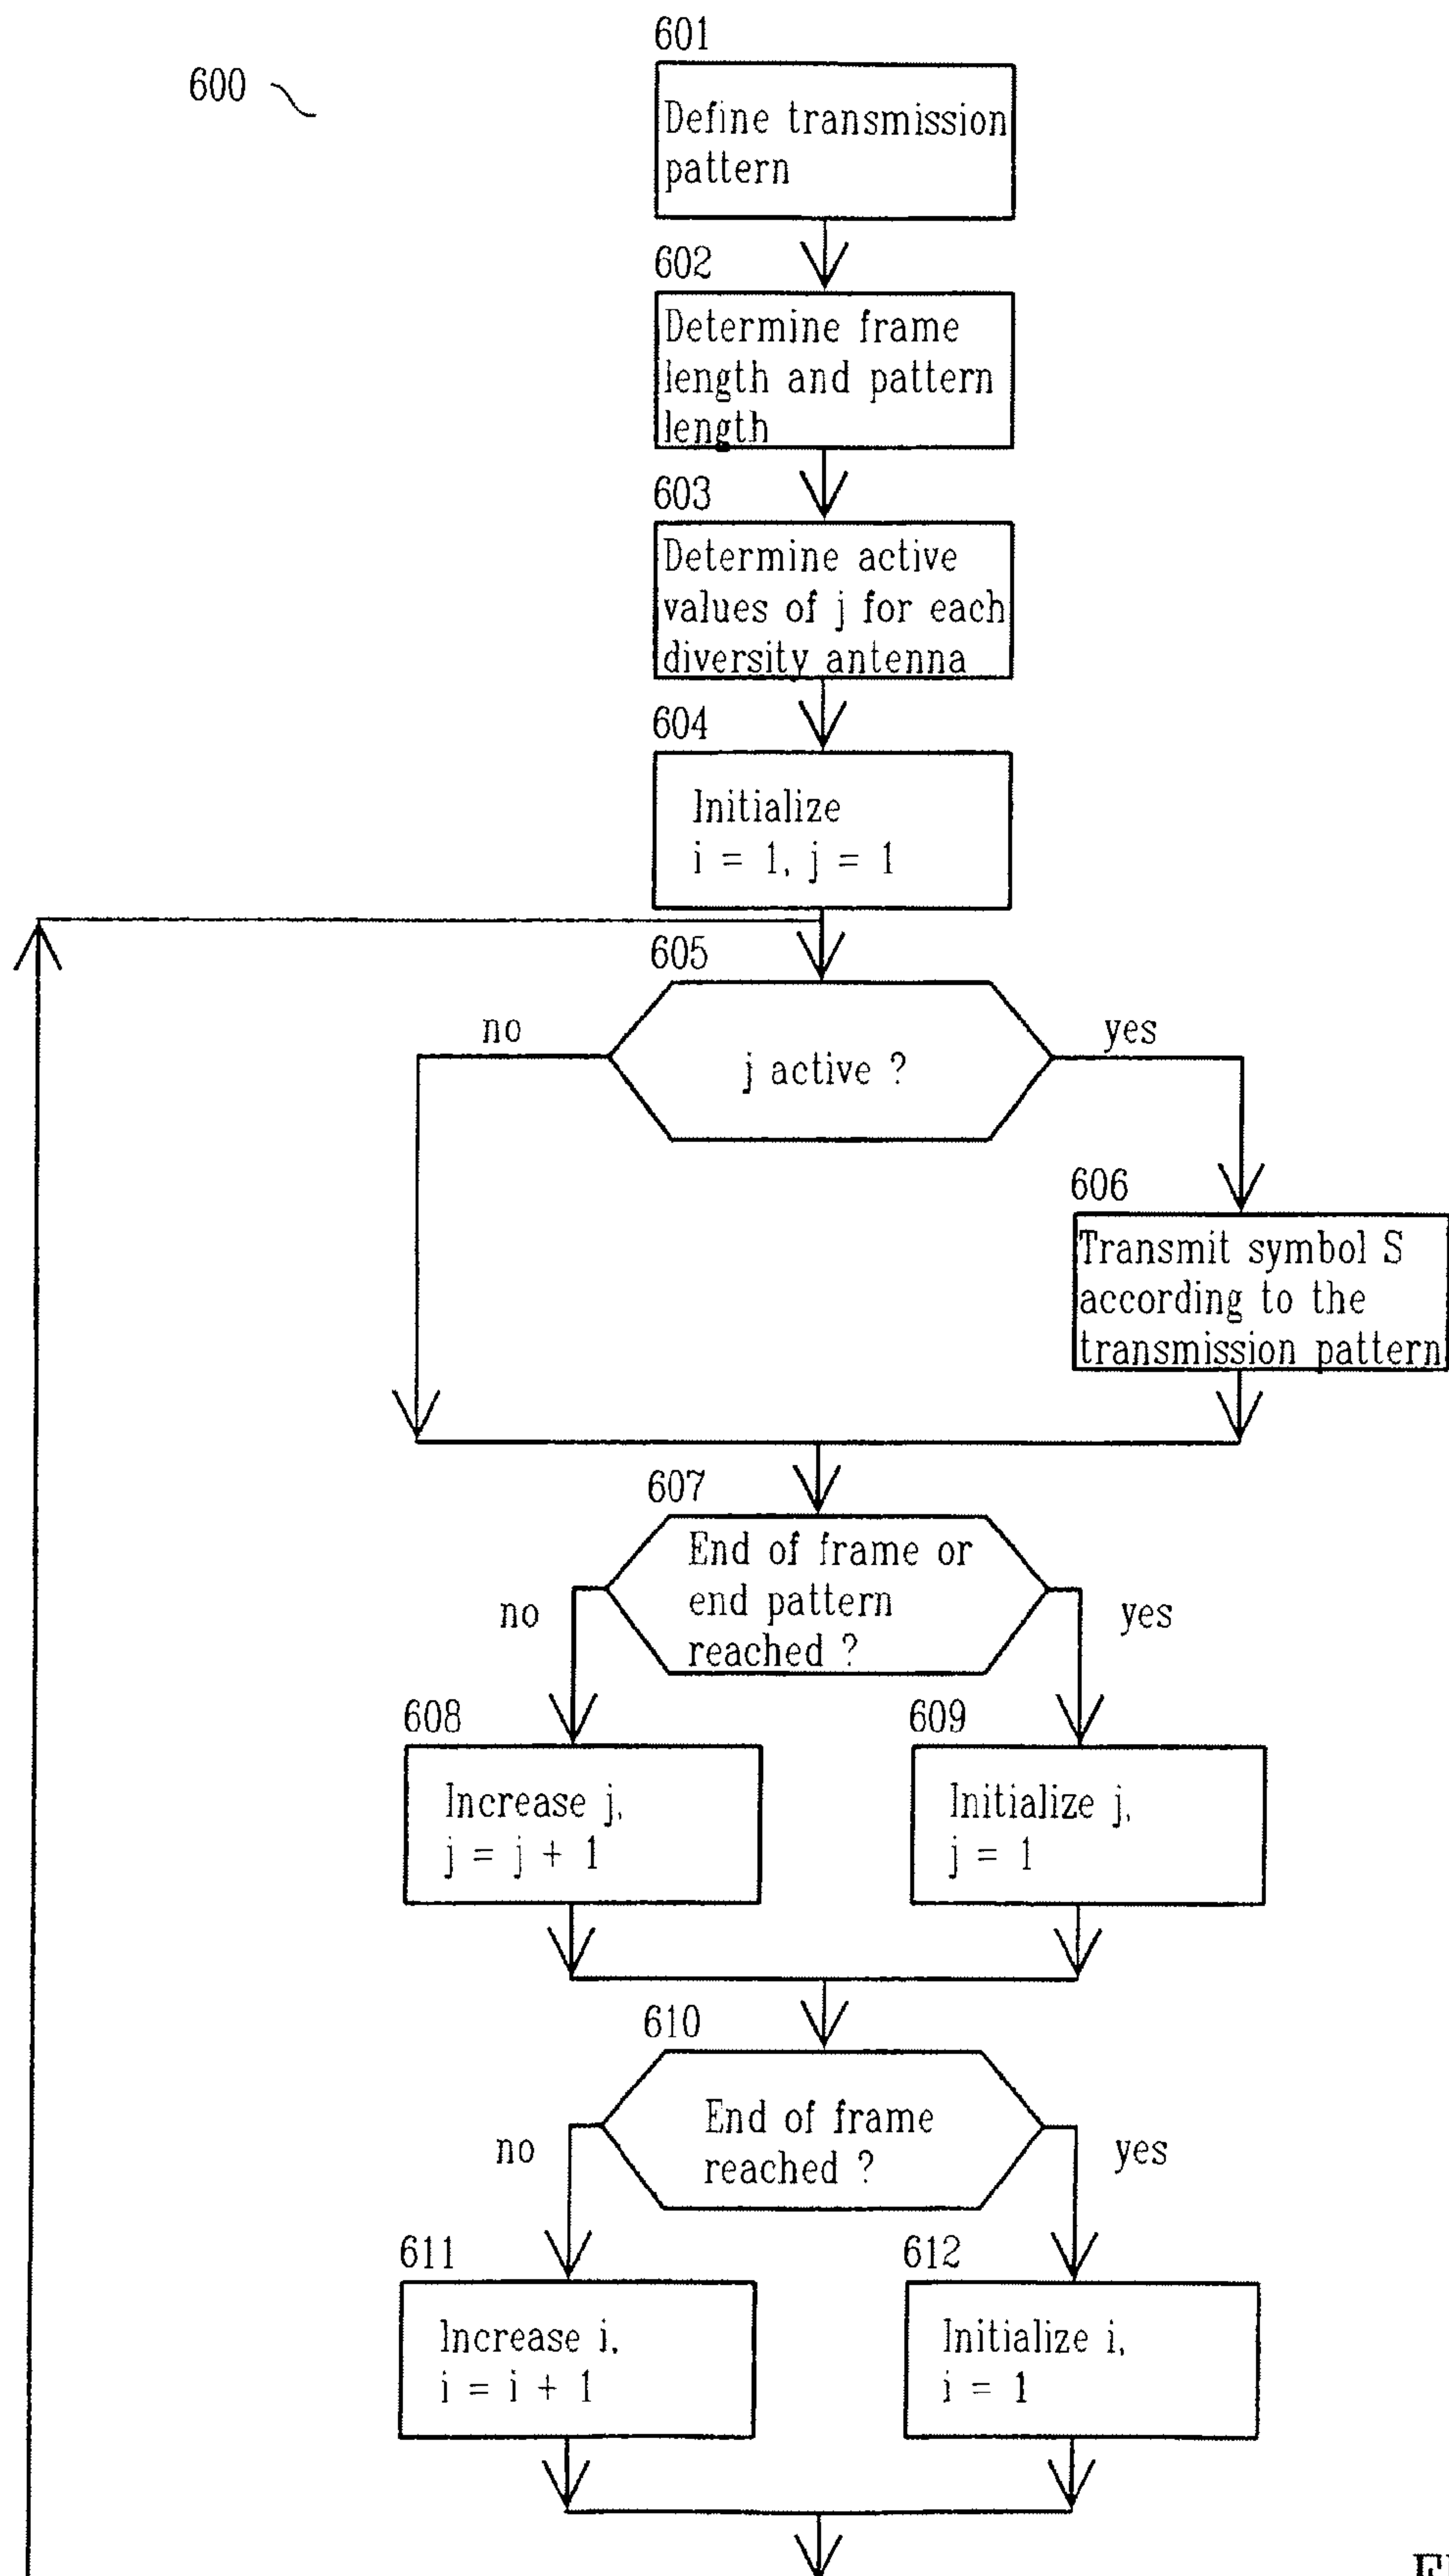 601
600
Define transmission
pattern
602
Determine frame
length and pattern
length
603
Determine active
values of j for each
diversity antenna
604
Initialize
i = 1, j = 1
605
no
yes
j active ?
606
Transmit symbol S
according to the
transmission pattern
607
End of frame or
end pattern
reached ?
no
yes
608
609
Increase j,
j = j + 1
Initialize j,
j = 1
610
End of frame
reached ?
no
yes
611
612
Increase i,
i = i + 1
Initialize i,
i = 1